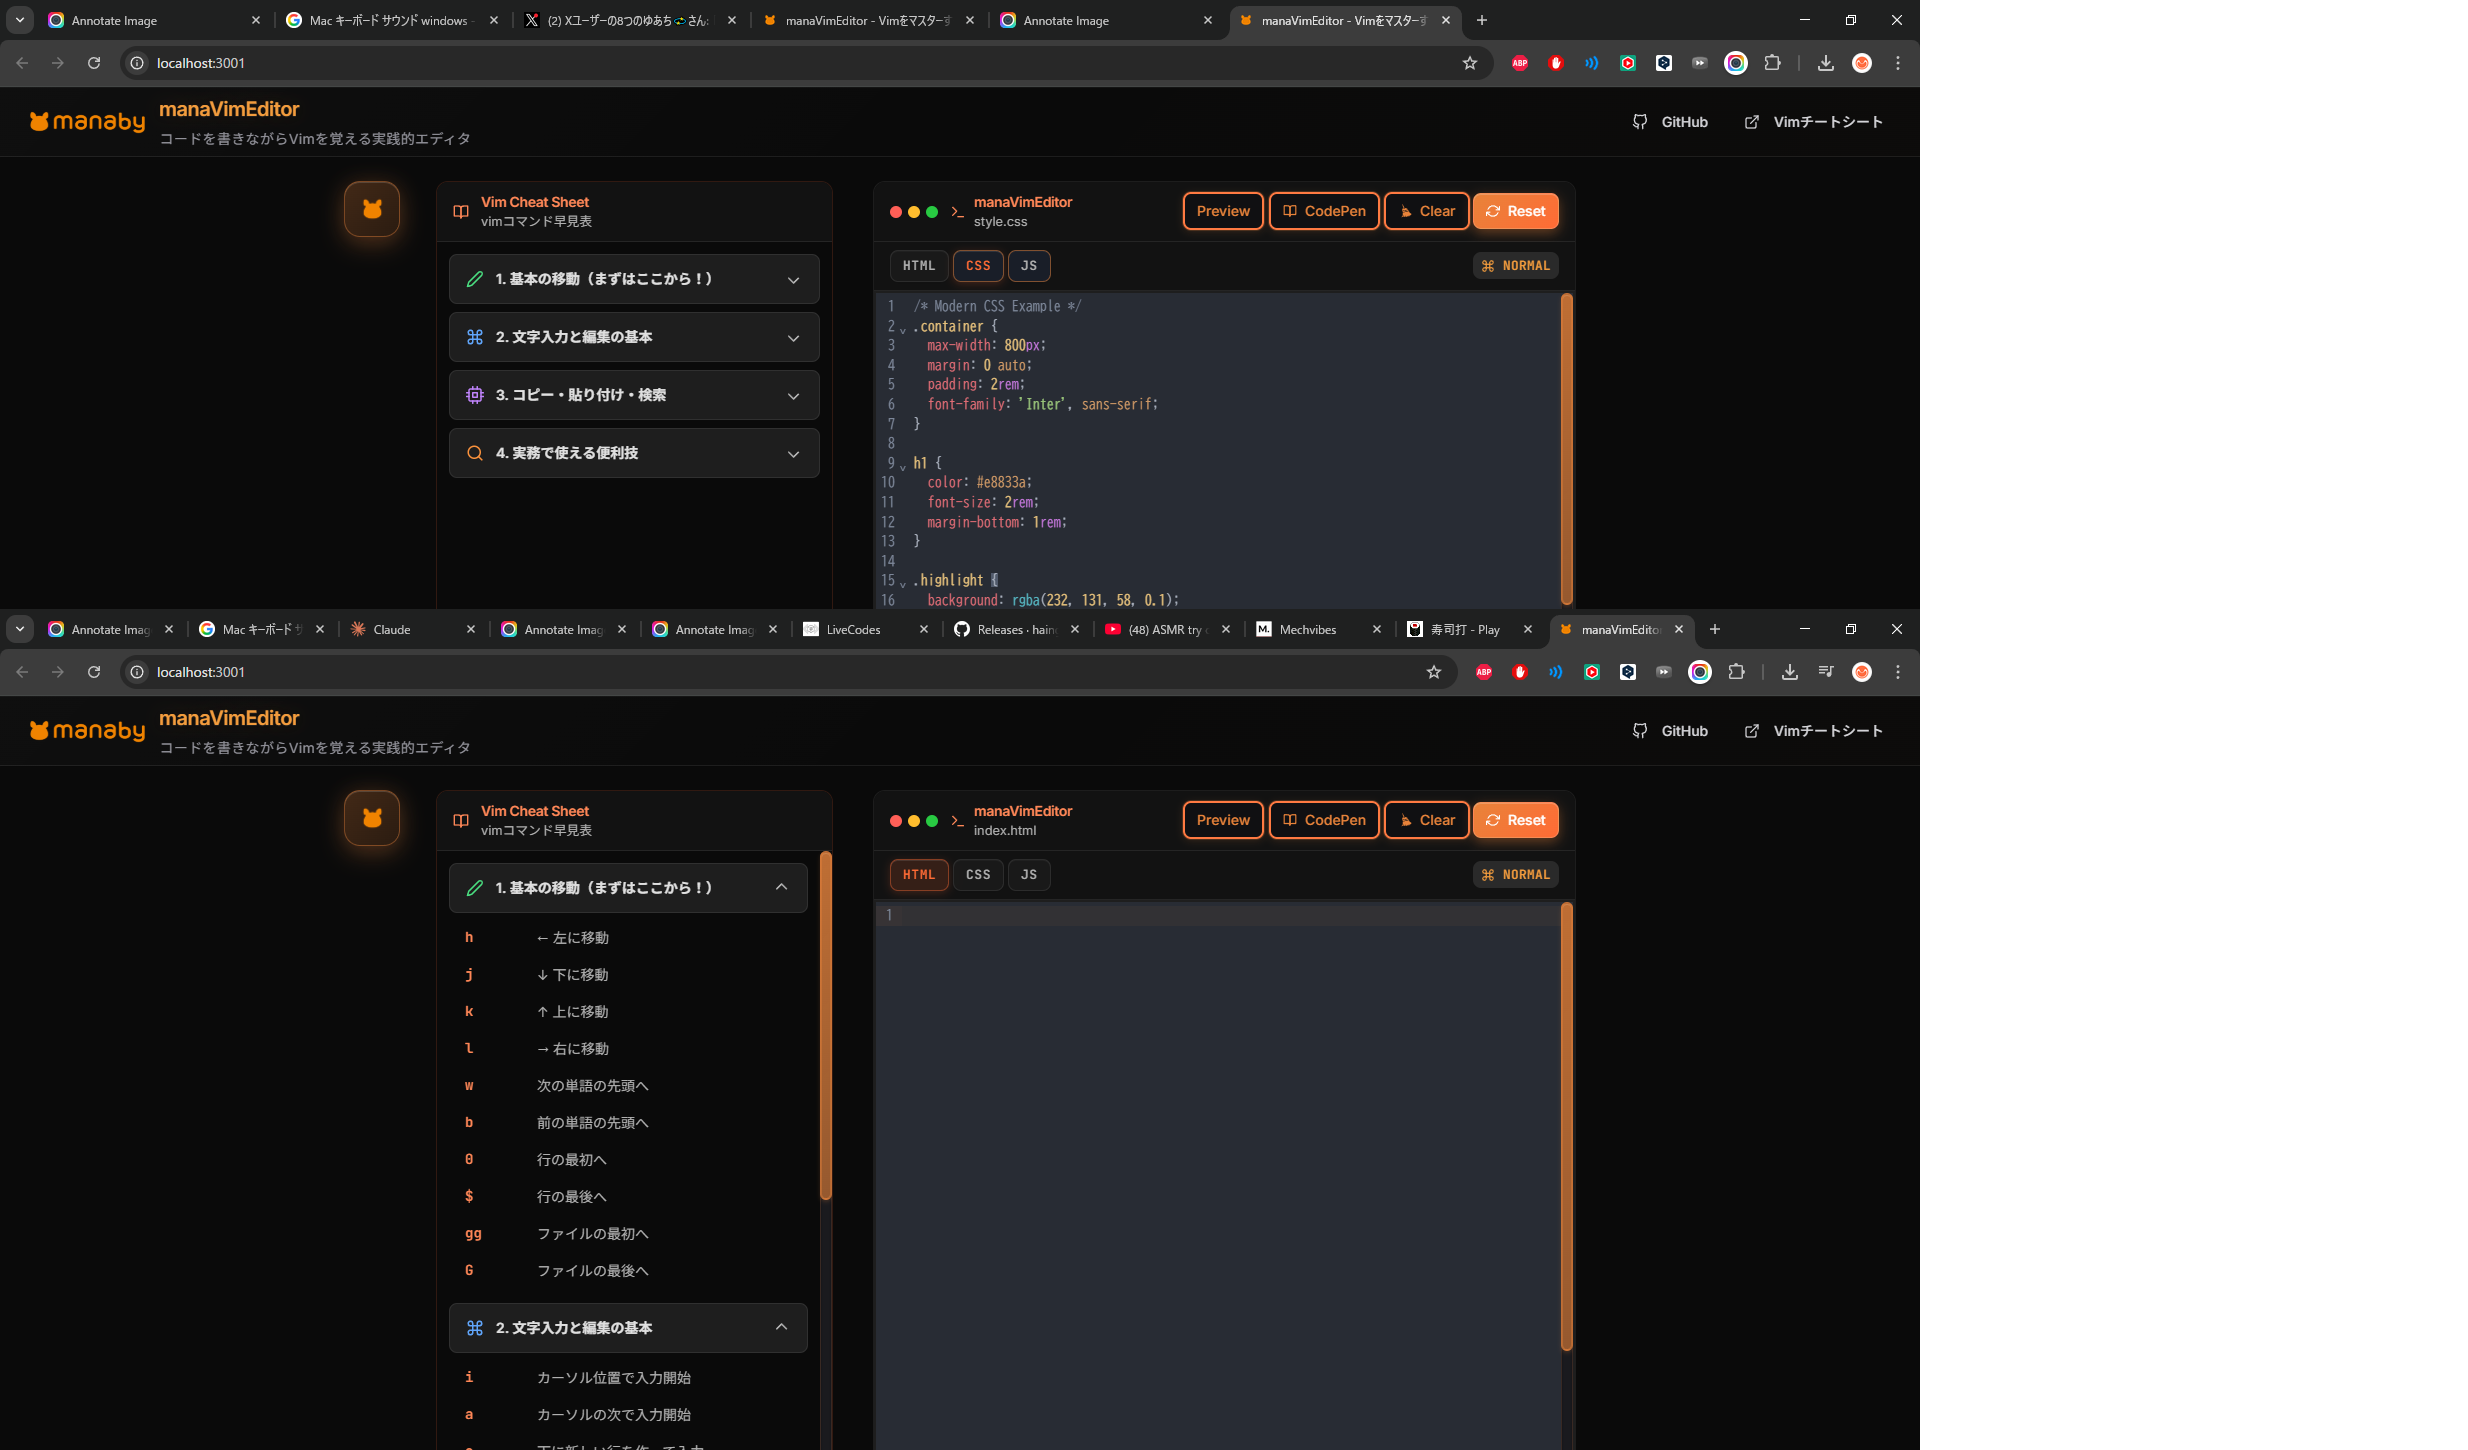 Annotate Image
Mac キーボード サウンド windows -
(2) Xユーザーの8つのゆあち さん:
manaVimEditor - Vimをマスターす
Annotate Image
manaVimEditor - Vimをマスターす
localhost:3001
manaby
manaVimEditor
コードを書きながらVimを覚える実践的エディタ
GitHub
Vimチートシート
Vim Cheat Sheet
vimコマンド早見表
1. 基本の移動（まずはここから！）
2. 文字入力と編集の基本
3. コピー・貼り付け・検索
4. 実務で使える便利技
manaVimEditor
style.css
Preview
CodePen
Clear
Reset
HTML
CSS
JS
NORMAL
1 /* Modern CSS Example */
2 .container {
3 max-width: 800px;
4 margin: 0 auto;
5 padding: 2rem;
6 font-family: 'Inter', sans-serif;
7 }
8
9 h1 {
10 color: #e8833a;
11 font-size: 2rem;
12 margin-bottom: 1rem;
13 }
14
15 .highlight {
16 background: rgba(232, 131, 58, 0.1);
Annotate Imag
Mac キーボード サ
Claude
Annotate Imag
Annotate Imag
LiveCodes
Releases · hain
(48) ASMR try
Mechvibes
寿司打 - Play
manaVimEdito
localhost:3001
manaby
manaVimEditor
コードを書きながらVimを覚える実践的エディタ
GitHub
Vimチートシート
Vim Cheat Sheet
vimコマンド早見表
1. 基本の移動（まずはここから！）
h ← 左に移動
j ↓ 下に移動
k ↑ 上に移動
l → 右に移動
w 次の単語の先頭へ
b 前の単語の先頭へ
0 行の最初へ
$ 行の最後へ
gg ファイルの最初へ
G ファイルの最後へ
2. 文字入力と編集の基本
i カーソル位置で入力開始
a カーソルの次で入力開始
manaVimEditor
index.html
Preview
CodePen
Clear
Reset
HTML
CSS
JS
NORMAL
1